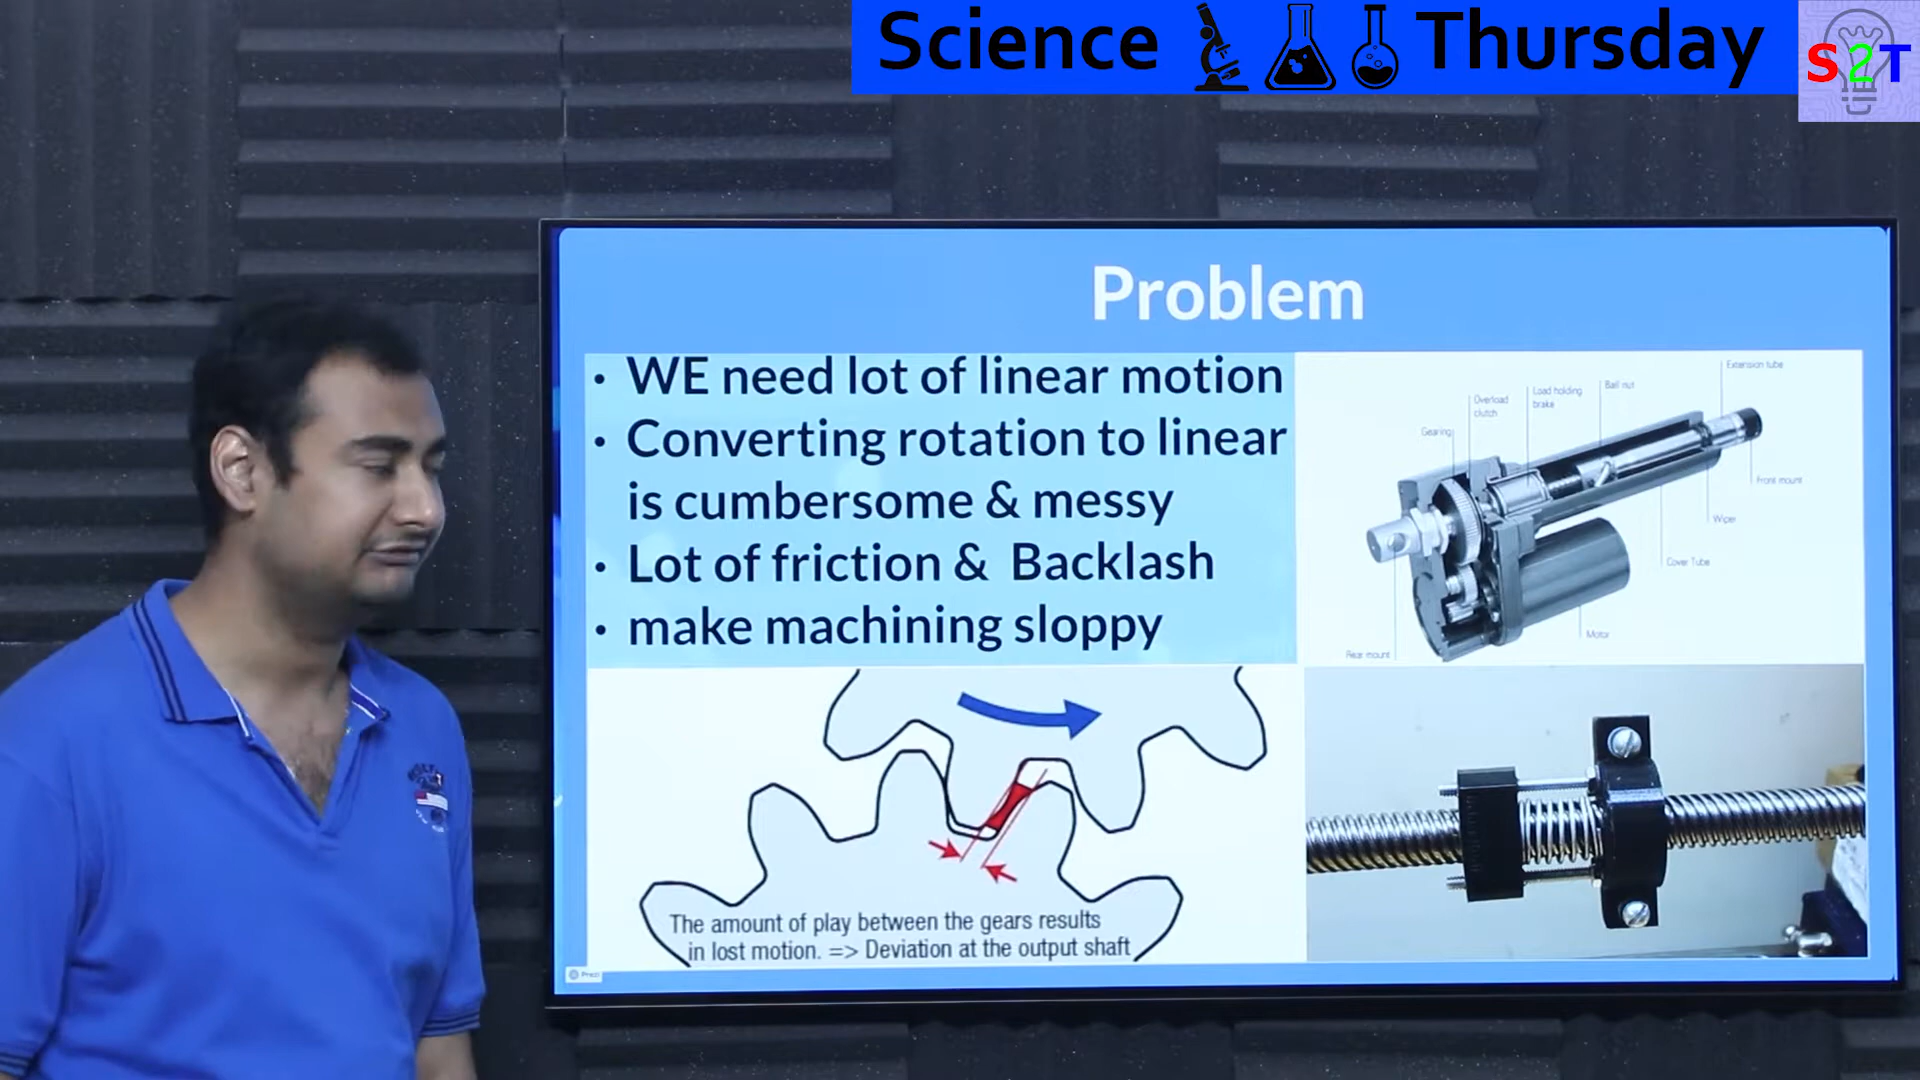 Science Thursday
S2T
Problem
• WE need lot of linear motion
• Converting rotation to linear
is cumbersome & messy
• Lot of friction & Backlash
• make machining sloppy
Extension tube
Ball nut
Load holding
brake
Overload
clutch
Gearing
Front mount
Wiper
Cover Tube
Motor
Rear mount
The amount of play between the gears results
in lost motion. => Deviation at the output shaft
Prezi